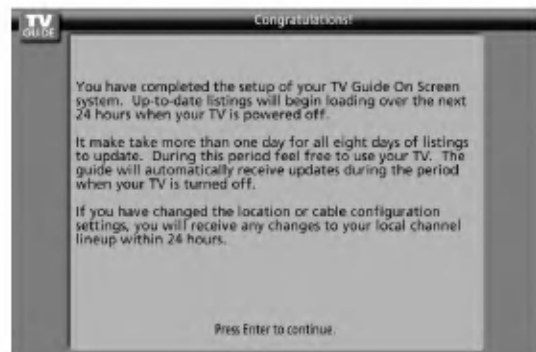 TV
GUIDE
Congratulations!
You have completed the setup of your TV Guide On Screen
system. Up-to-date listings will begin loading over the next
24 hours when your TV is powered off.
It make take more than one day for all eight days of listings
to update. During this period feel free to use your TV. The
guide will automatically receive updates during the period
when your TV is turned off.
If you have changed the location or cable configuration
settings, you will receive any changes to your local channel
lineup within 24 hours.
Press Enter to continue.